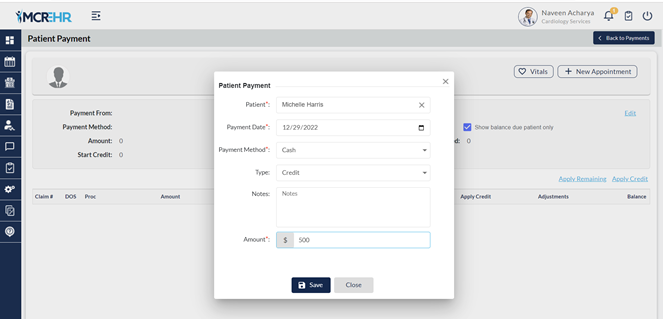 MCREHR
Naveen Acharya
Cardiology Services
Patient Payment
Back to Payments
Vitals
New Appointment
Payment From:
Edit
Payment Method:
Show balance due patient only
Amount: 0
d: 0
Start Credit: 0
Apply Remaining Apply Credit
Claim # DOS Proc Amount Apply Credit Adjustments Balance
Patient Payment
Patient*: Michelle Harris
Payment Date*: 12/29/2022
Payment Method*: Cash
Type: Credit
Notes: Notes
Amount*: $ 500
Save Close